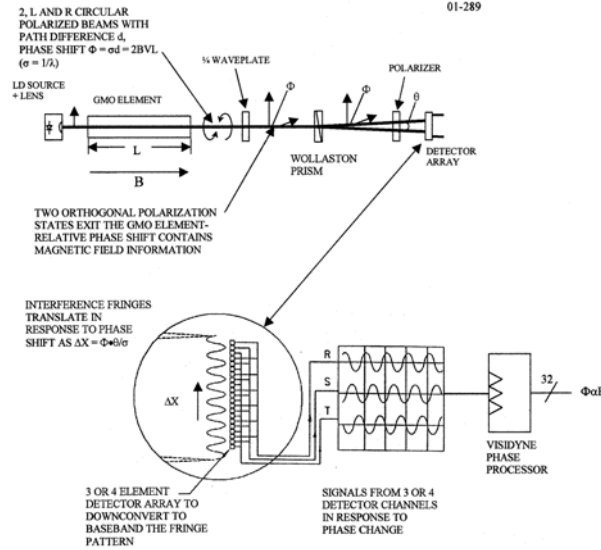 01-289
2, L AND R CIRCULAR
POLARIZED BEAMS WITH
PATH DIFFERENCE d,
PHASE SHIFT Φ = σd = 2BVL
(σ = 1/λ)
¼ WAVEPLATE
Φ
Φ
POLARIZER
θ
LD SOURCE
+ LENS
GMO ELEMENT
L
B
WOLLASTON
PRISM
DETECTOR
ARRAY
TWO ORTHOGONAL POLARIZATION
STATES EXIT THE GMO ELEMENT-
RELATIVE PHASE SHIFT CONTAINS
MAGNETIC FIELD INFORMATION
INTERFERENCE FRINGES
TRANSLATE IN
RESPONSE TO PHASE
SHIFT AS ΔX = Φ•θ/σ
ΔX
R
S
T
32
VISIDYNE
PHASE
PROCESSOR
3 OR 4 ELEMENT
DETECTOR ARRAY TO
DOWNCONVERT TO
BASEBAND THE FRINGE
PATTERN
SIGNALS FROM 3 OR 4
DETECTOR CHANNELS
IN RESPONSE TO
PHASE CHANGE